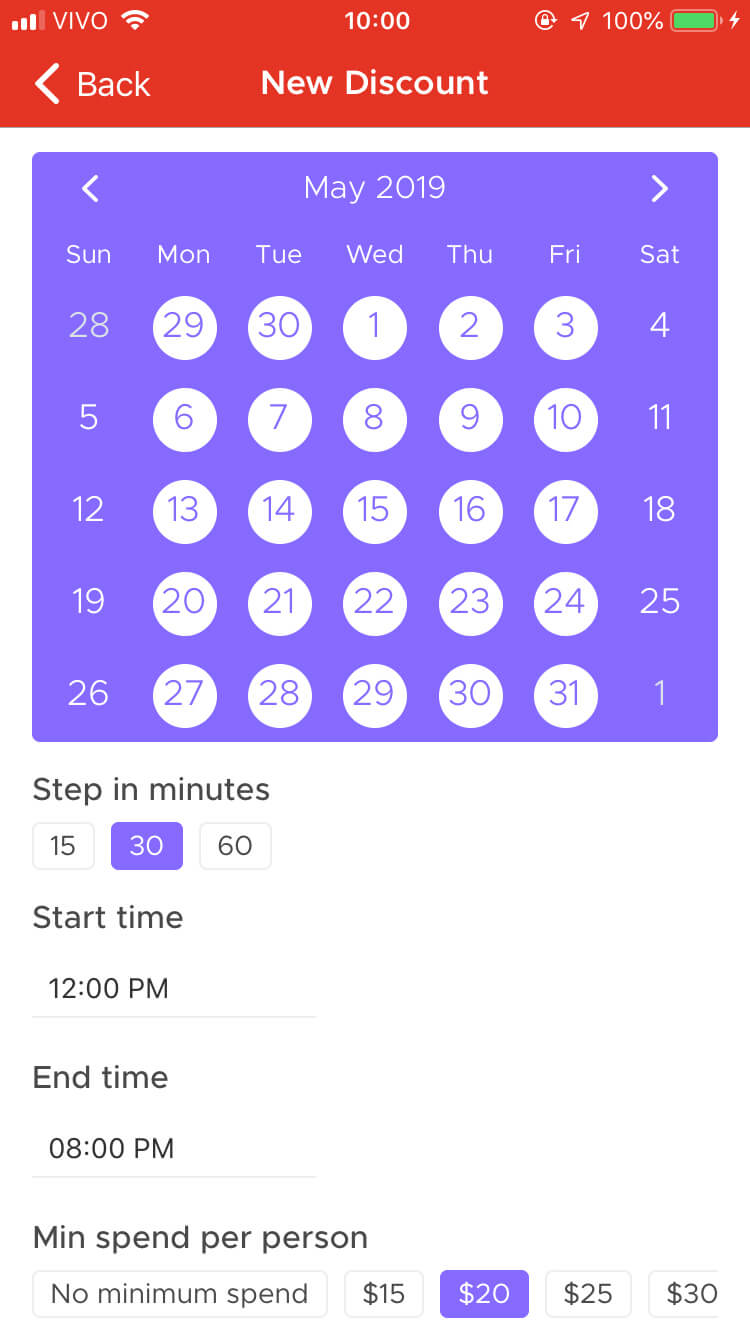 VIVO 10:00 100%
Back New Discount
May 2019
Sun Mon Tue Wed Thu Fri Sat
28 29 30 1 2 3 4
5 6 7 8 9 10 11
12 13 14 15 16 17 18
19 20 21 22 23 24 25
26 27 28 29 30 31 1
Step in minutes
15 30 60
Start time
12:00 PM
End time
08:00 PM
Min spend per person
No minimum spend $15 $20 $25 $30